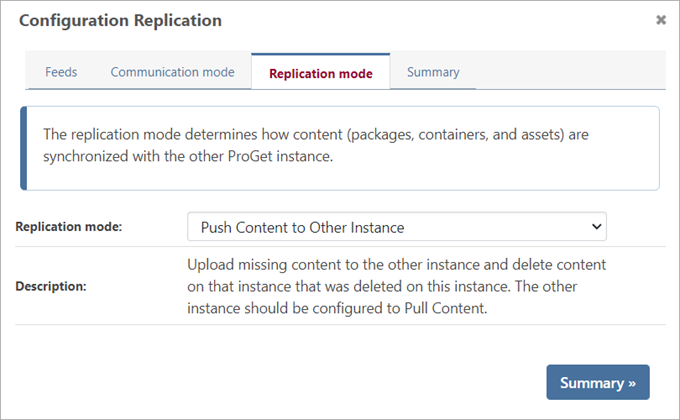 Configuration Replication
Feeds Communication mode Replication mode Summary
The replication mode determines how content (packages, containers, and assets) are
synchronized with the other ProGet instance.
Replication mode: Push Content to Other Instance
Upload missing content to the other instance and delete content
Description: on that instance that was deleted on this instance. The other
instance should be configured to Pull Content.
Summary »